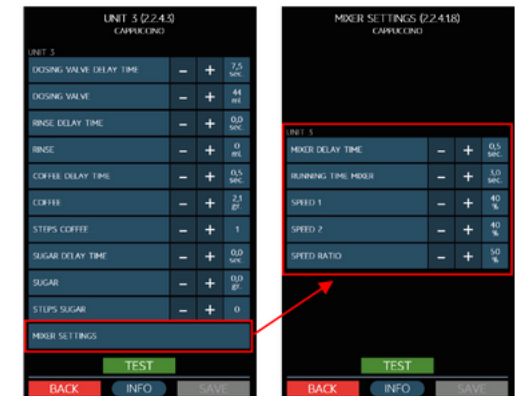 UNIT 3 (2.2.4.3)
CAPPUCCINO
UNIT 3
DOSING VALVE DELAY TIME - + 7,5 sec.
DOSING VALVE - + 44 ml.
RINSE DELAY TIME - + 0,0 sec.
RINSE - + 0 ml.
COFFEE DELAY TIME - + 0,5 sec.
COFFEE - + 2,1 gr.
STEPS COFFEE - + 1
SUGAR DELAY TIME - + 0,0 sec.
SUGAR - + 0,0 gr.
STEPS SUGAR - + 0
MIXER SETTINGS
TEST
BACK INFO SAVE
MIXER SETTINGS (2.2.4.1.8)
CAPPUCCINO
UNIT 3
MIXER DELAY TIME - + 0,5 sec.
RUNNING TIME MIXER - + 3,0 sec.
SPEED 1 - + 40 %
SPEED 2 - + 40 %
SPEED RATIO - + 50 %
TEST
BACK INFO SAVE